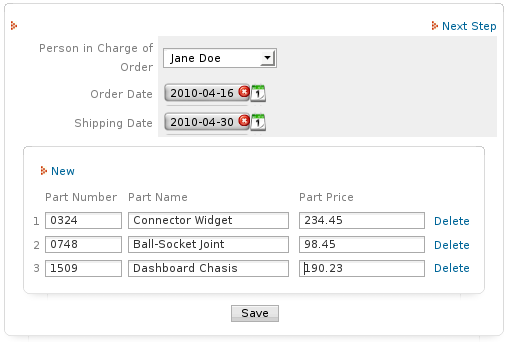 Next Step
Person in Charge of
Order
Jane Doe
Order Date
2010-04-16
1
Shipping Date
2010-04-30
1
New
Part Number Part Name Part Price
1 0324 Connector Widget 234.45 Delete
2 0748 Ball-Socket Joint 98.45 Delete
3 1509 Dashboard Chasis 190.23 Delete
Save